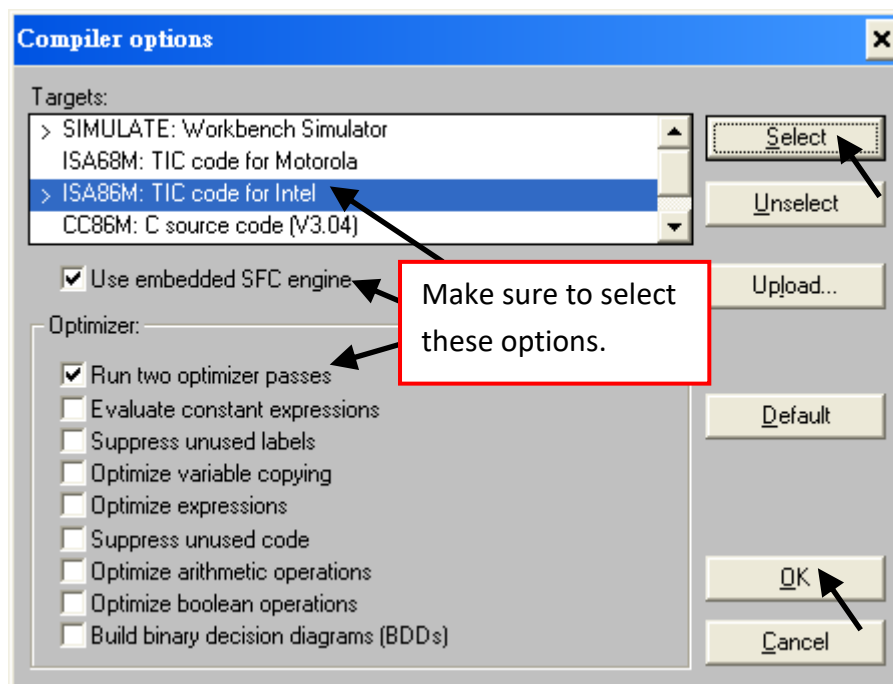 Compiler options
Targets:
> SIMULATE: Workbench Simulator
ISA68M: TIC code for Motorola
> ISA86M: TIC code for Intel
CC86M: C source code (V3.04)
Select
Unselect
Use embedded SFC engine
Upload...
Make sure to select
these options.
Optimizer:
Run two optimizer passes
Evaluate constant expressions
Default
Suppress unused labels
Optimize variable copying
Optimize expressions
Suppress unused code
Optimize arithmetic operations
OK
Optimize boolean operations
Build binary decision diagrams (BDDs)
Cancel